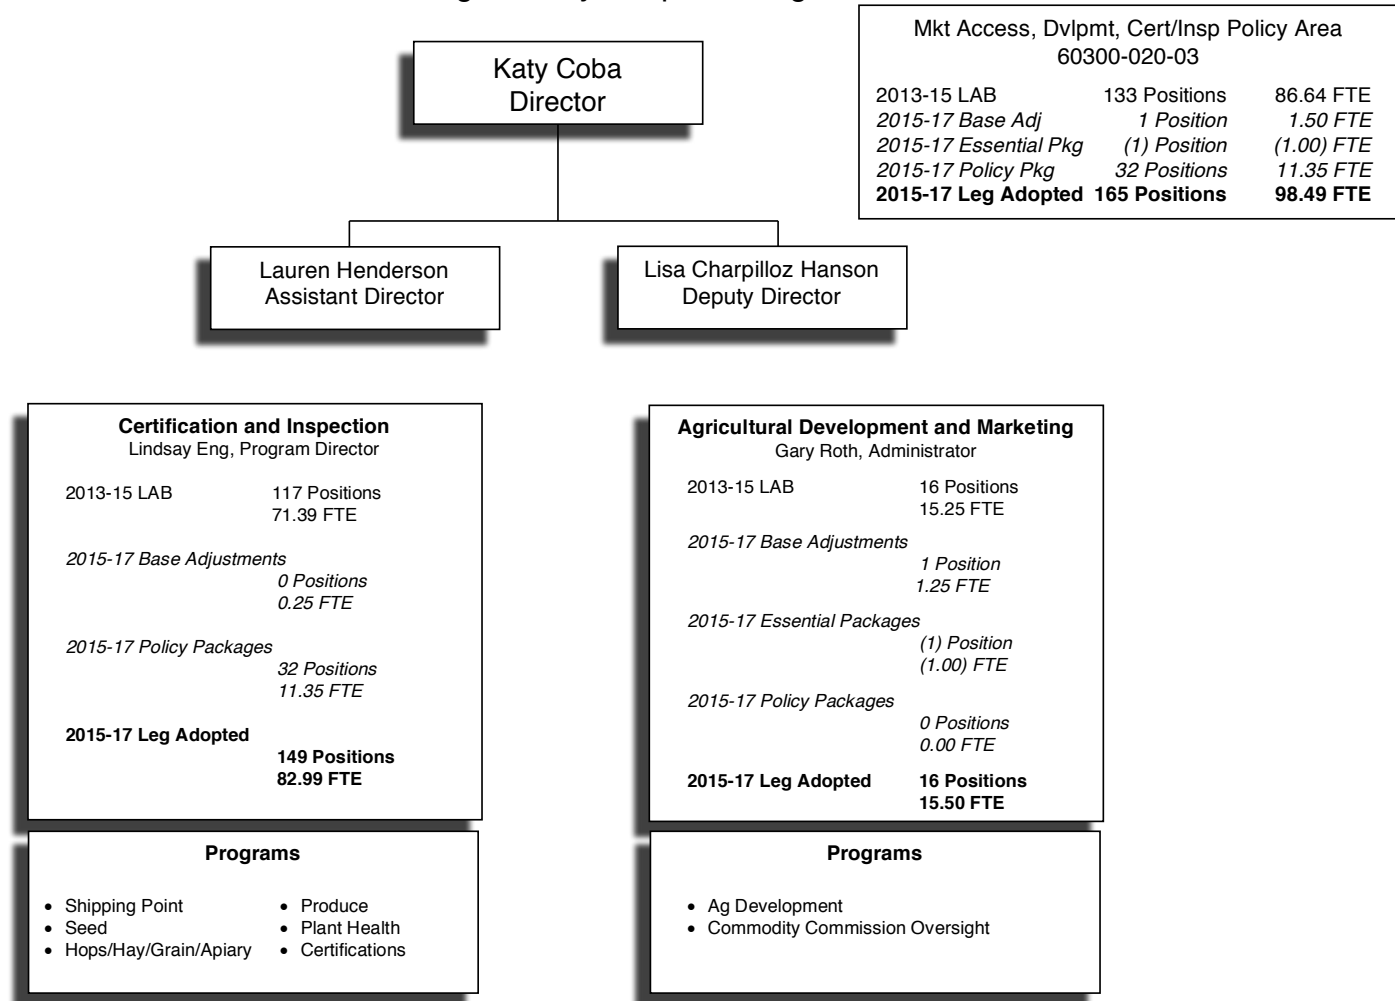 Katy Coba
Director
Mkt Access, Dvlpmt, Cert/Insp Policy Area
60300-020-03
2013-15 LAB 133 Positions 86.64 FTE
2015-17 Base Adj 1 Position 1.50 FTE
2015-17 Essential Pkg (1) Position (1.00) FTE
2015-17 Policy Pkg 32 Positions 11.35 FTE
2015-17 Leg Adopted 165 Positions 98.49 FTE
Lauren Henderson
Assistant Director
Lisa Charpilloz Hanson
Deputy Director
Certification and Inspection
Lindsay Eng, Program Director
2013-15 LAB 117 Positions
71.39 FTE
2015-17 Base Adjustments
0 Positions
0.25 FTE
2015-17 Policy Packages
32 Positions
11.35 FTE
2015-17 Leg Adopted
149 Positions
82.99 FTE
Programs
• Shipping Point
• Seed
• Hops/Hay/Grain/Apiary
• Produce
• Plant Health
• Certifications
Agricultural Development and Marketing
Gary Roth, Administrator
2013-15 LAB 16 Positions
15.25 FTE
2015-17 Base Adjustments
1 Position
1.25 FTE
2015-17 Essential Packages
(1) Position
(1.00) FTE
2015-17 Policy Packages
0 Positions
0.00 FTE
2015-17 Leg Adopted 16 Positions
15.50 FTE
Programs
• Ag Development
• Commodity Commission Oversight